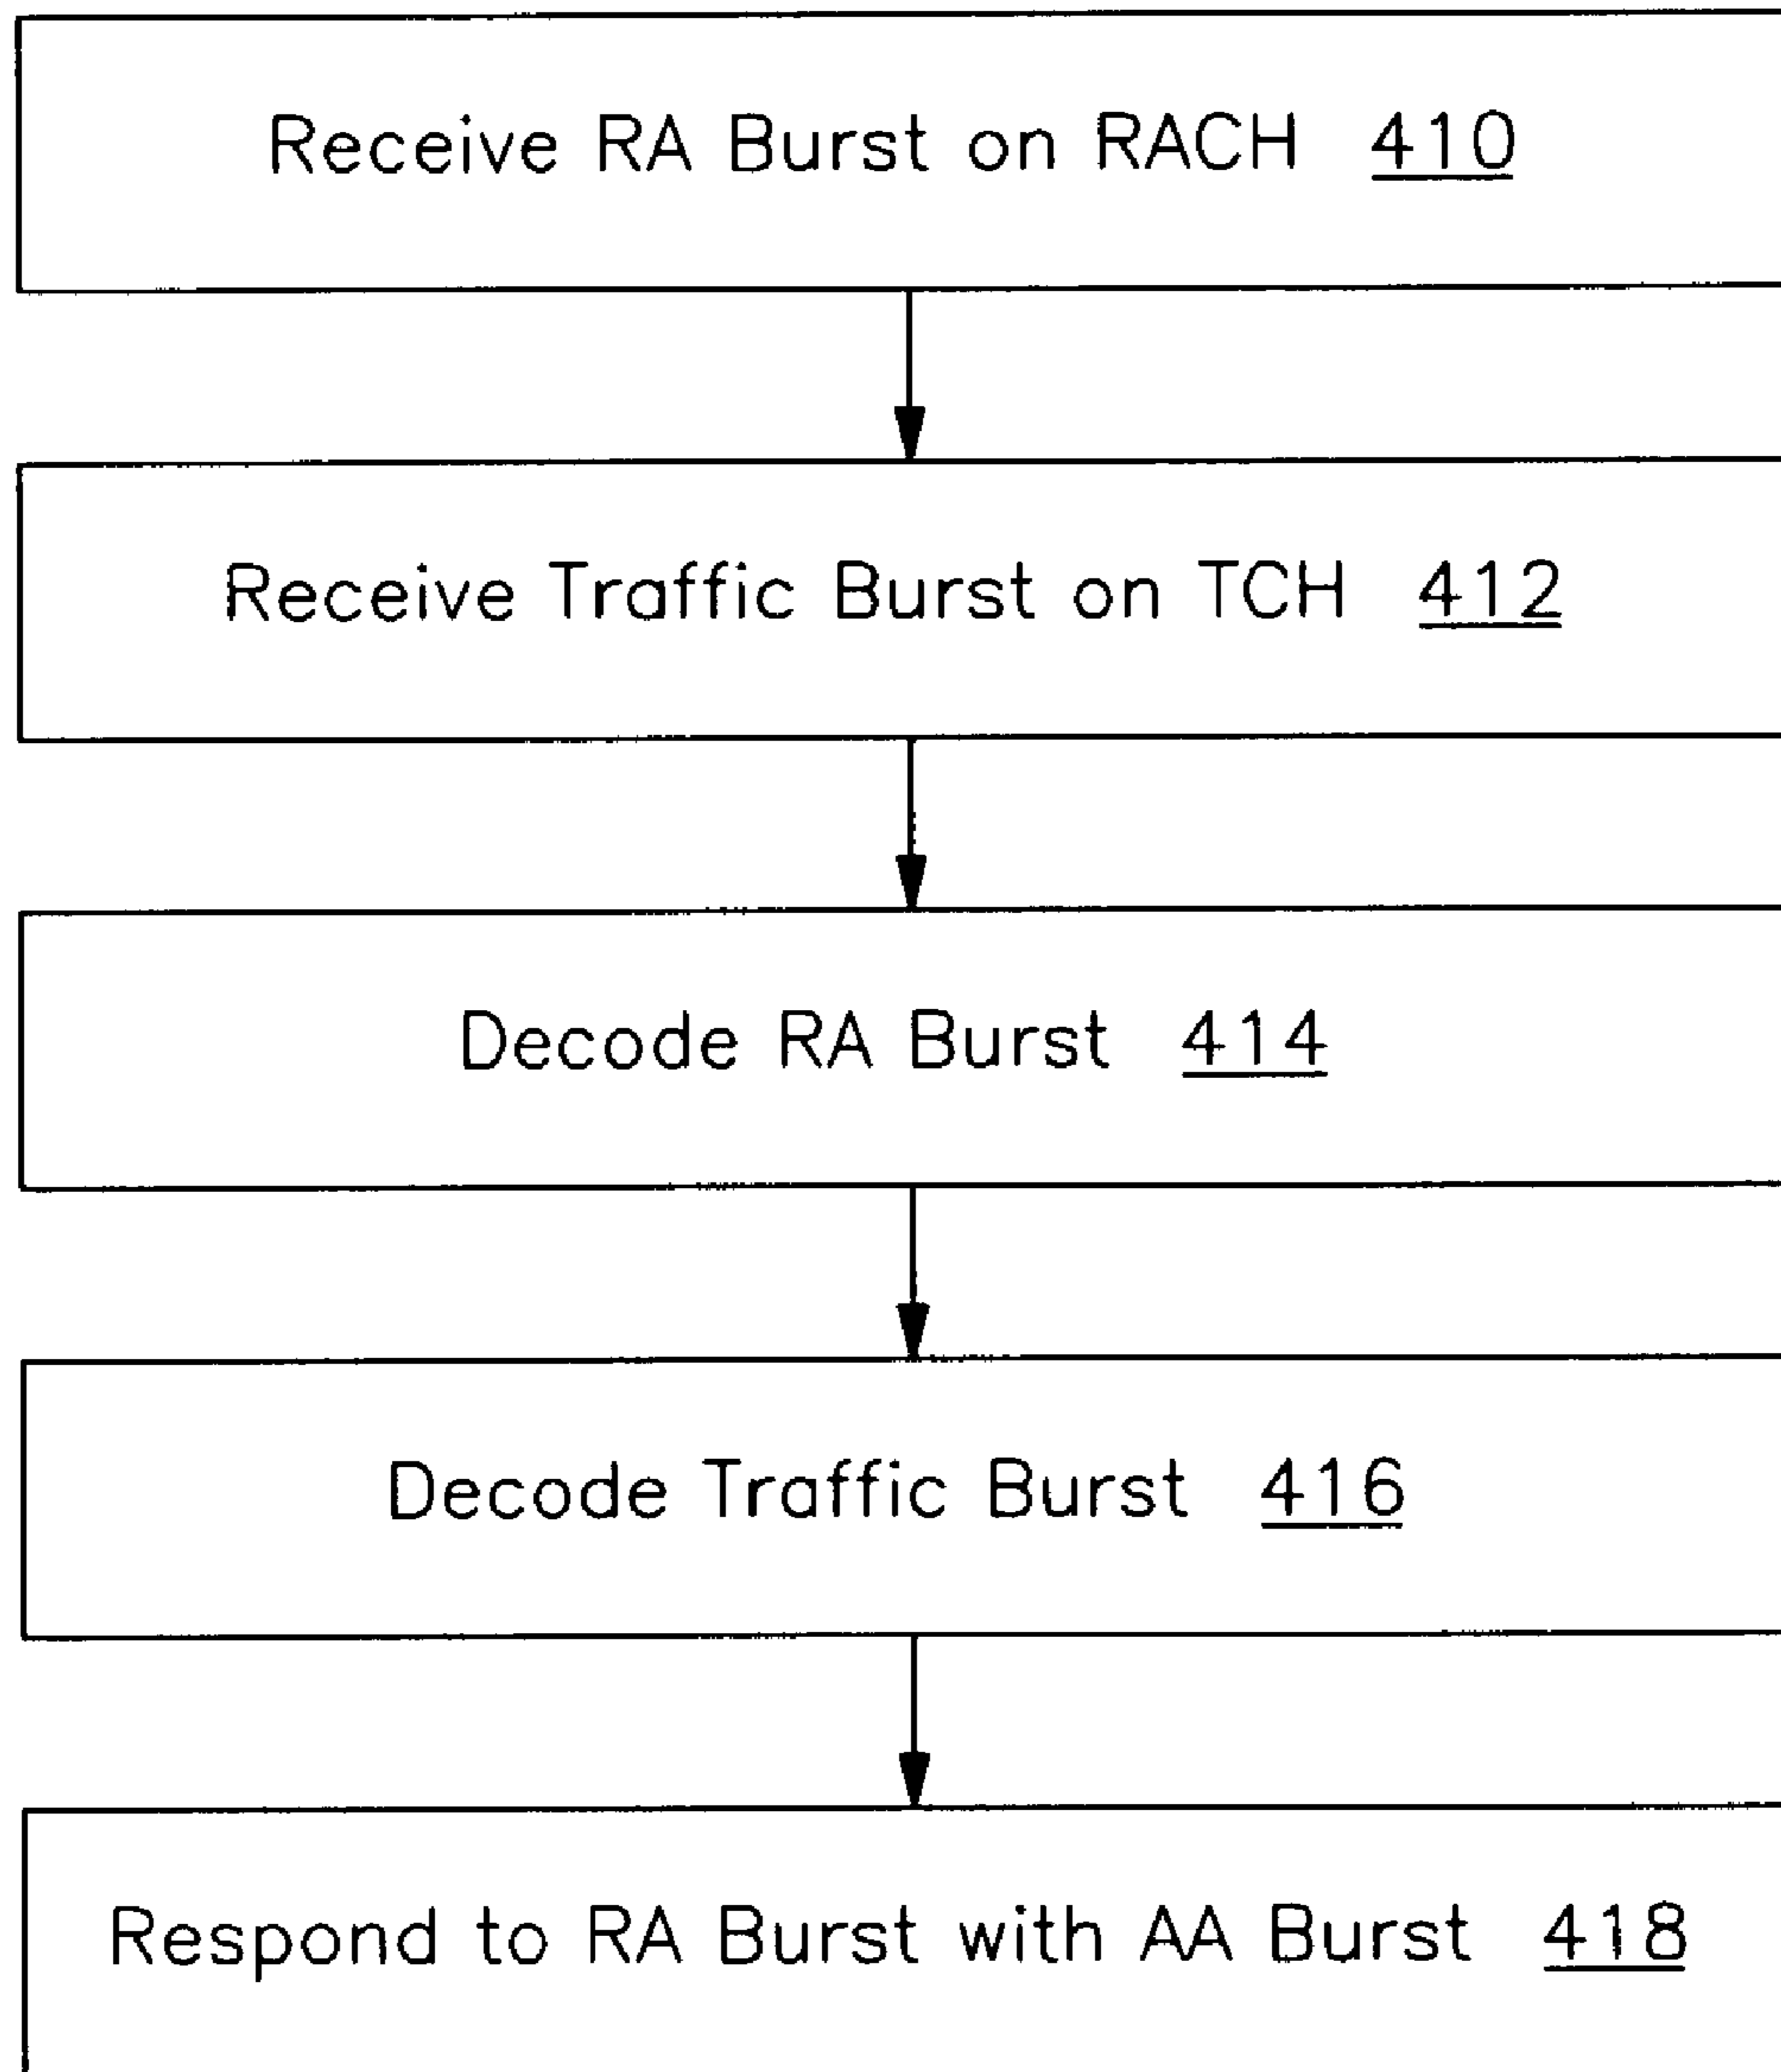 Receive RA Burst on RACH 410
Receive Traffic Burst on TCH 412
Decode RA Burst 414
Decode Traffic Burst 416
Respond to RA Burst with AA Burst 418